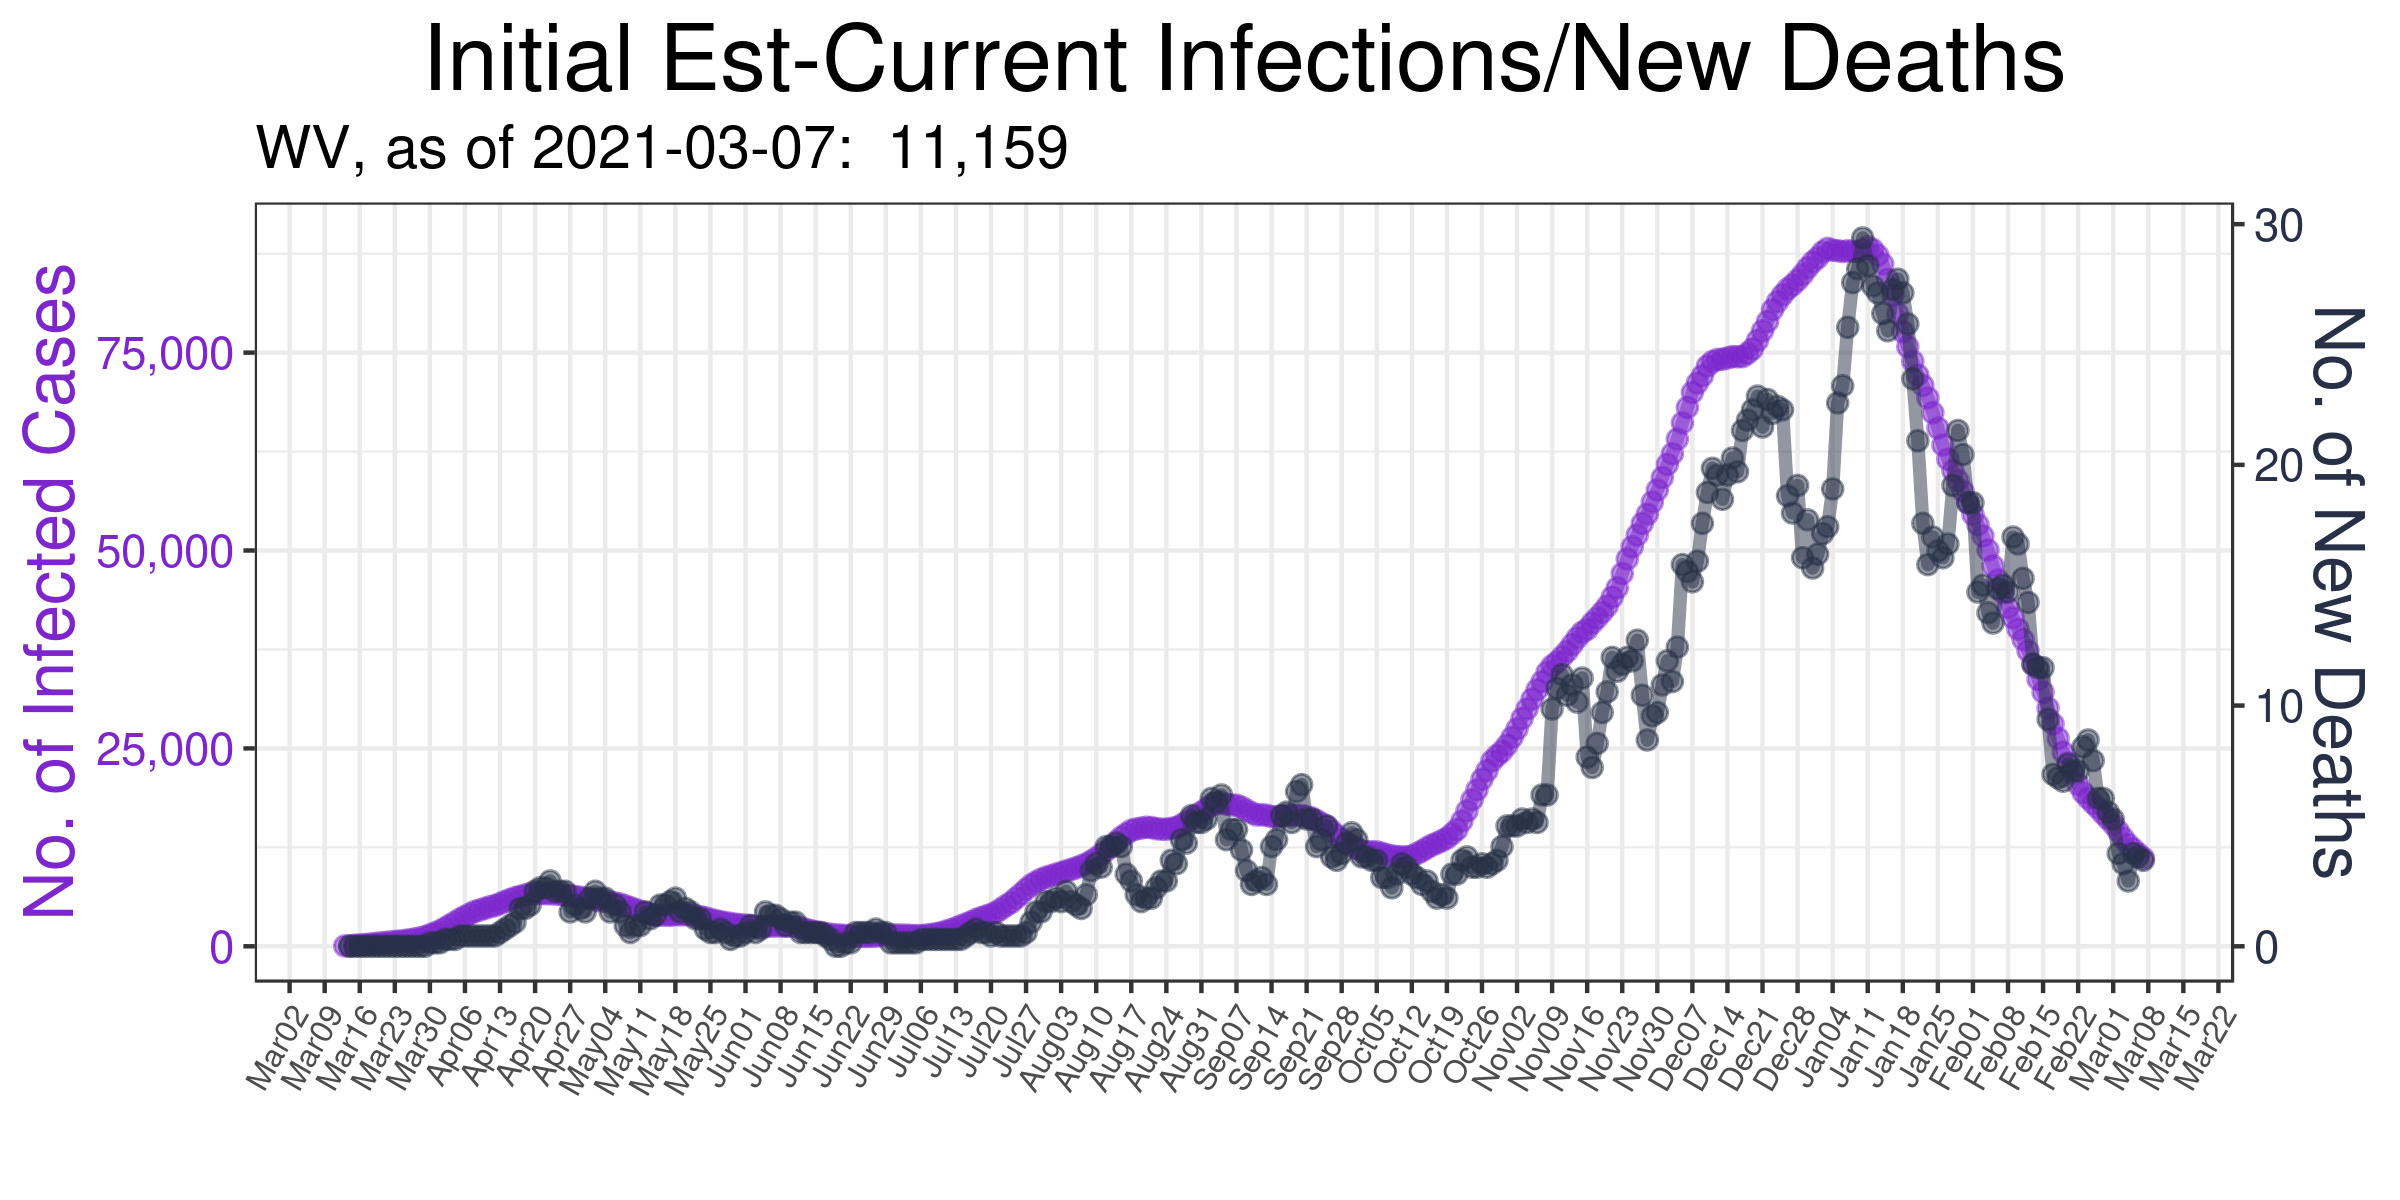 Initial Est-Current Infections/New Deaths
WV, as of 2021-03-07:  11,159
No. of Infected Cases
75,000
50,000
25,000
0
30
20
10
0
No. of New Deaths
Mar02 Mar09 Mar16 Mar23 Mar30 Apr06 Apr13 Apr20 Apr27 May04 May11 May18 May25 Jun01 Jun08 Jun15 Jun22 Jun29 Jul06 Jul13 Jul20 Jul27 Aug03 Aug10 Aug17 Aug24 Aug31 Sep07 Sep14 Sep21 Sep28 Oct05 Oct12 Oct19 Oct26 Nov02 Nov09 Nov16 Nov23 Nov30 Dec07 Dec14 Dec21 Dec28 Dec04 Jan11 Jan18 Jan18 Jan25 Feb01 Feb08 Feb15 Feb22 Mar01 Mar08 Mar15 Mar22